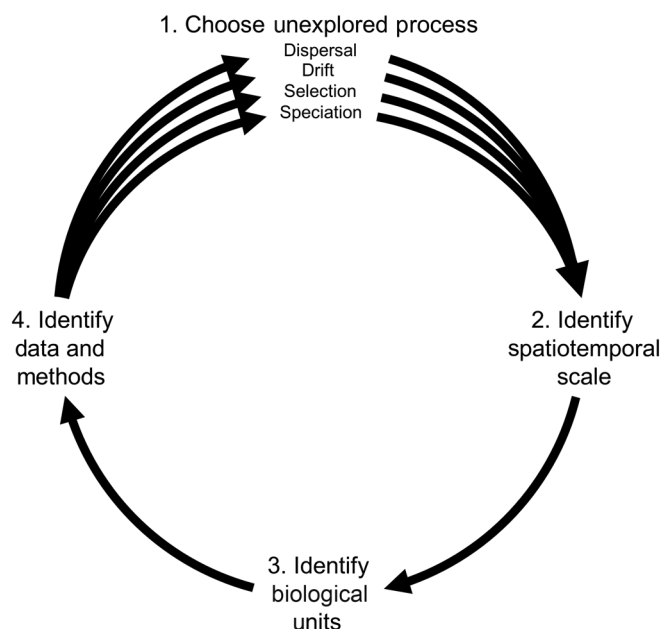 1. Choose unexplored process
Dispersal
Drift
Selection
Speciation
2. Identify
spatiotemporal
scale
3. Identify
biological
units
4. Identify
data and
methods